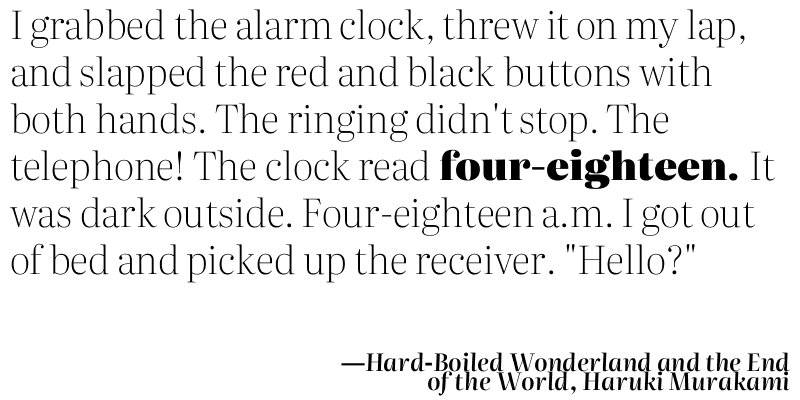 I grabbed the alarm clock, threw it on my lap,
and slapped the red and black buttons with
both hands. The ringing didn't stop. The
telephone! The clock read four-eighteen. It
was dark outside. Four-eighteen a.m. I got out
of bed and picked up the receiver. "Hello?"
—Hard-Boiled Wonderland and the End
of the World, Haruki Murakami